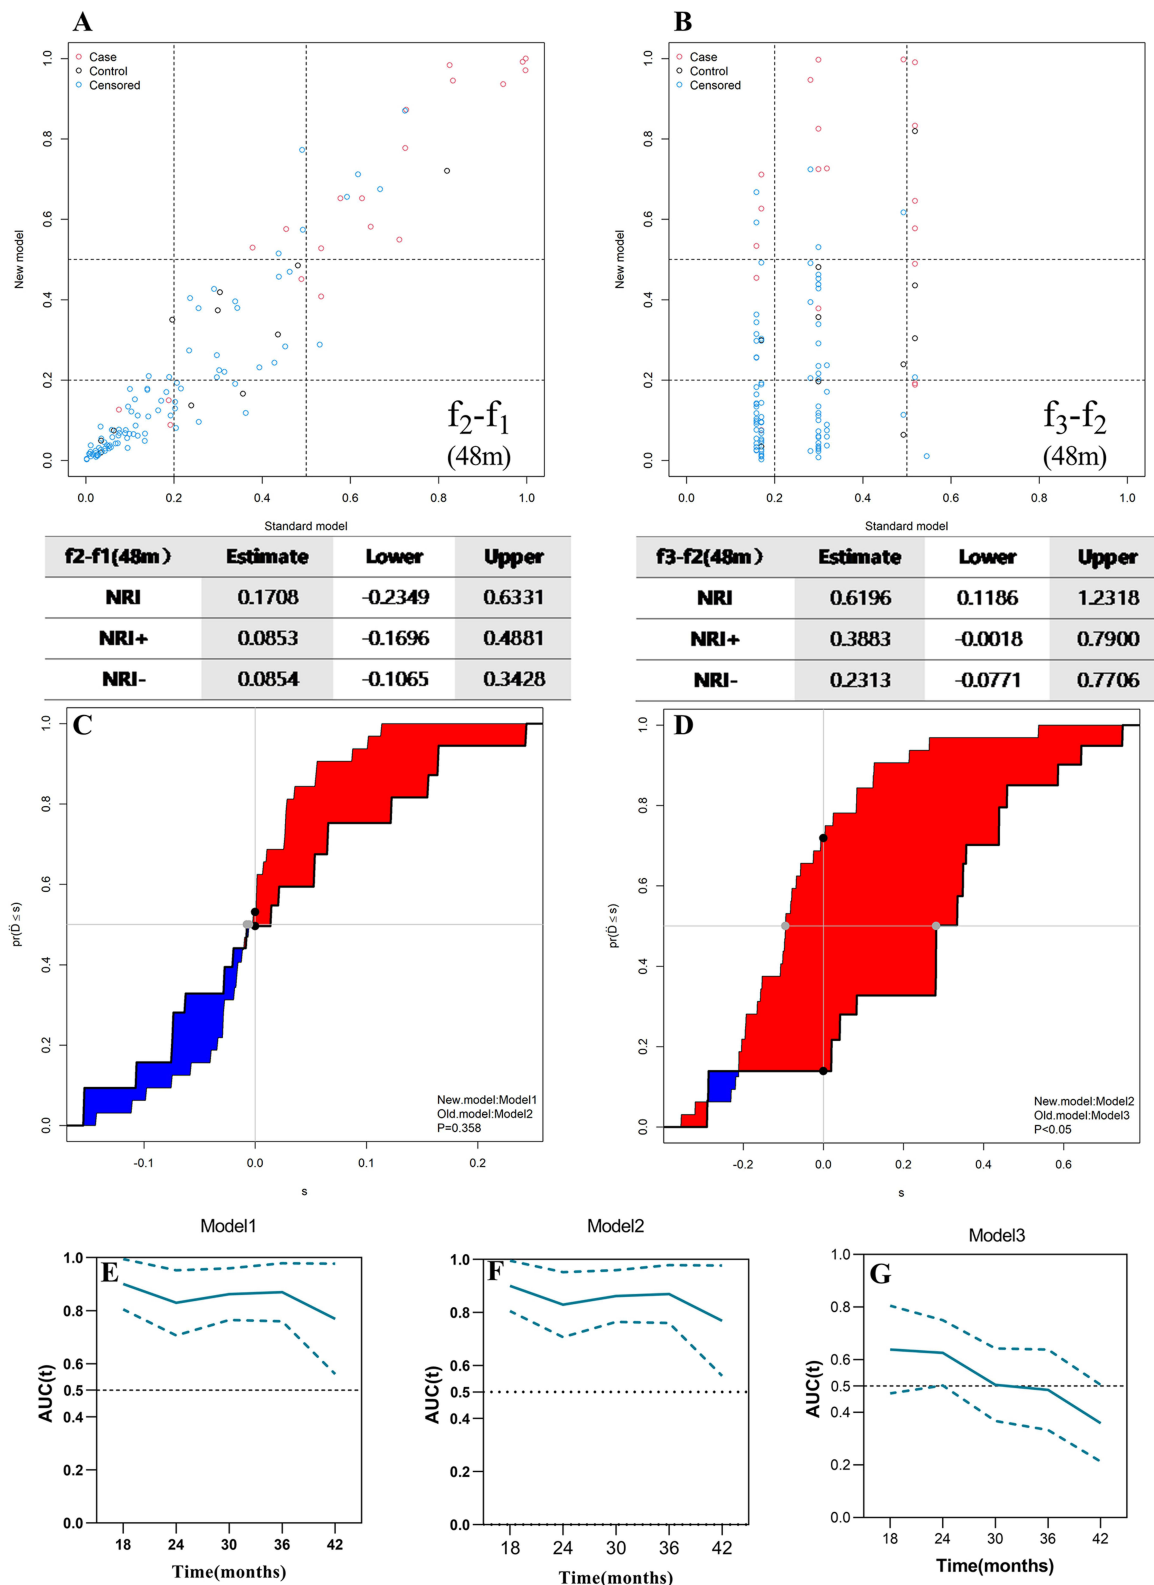 A
B
Case
Control
Censored
Case
Control
Censored
New model
1.0
0.8
0.6
0.4
0.2
0.0
f2-f1
(48m)
0.0 0.2 0.4 0.6 0.8 1.0
Standard model
New model
1.0
0.8
0.6
0.4
0.2
0.0
f3-f2
(48m)
0.0 0.2 0.4 0.6 0.8 1.0
Standard model
f2-f1(48m) Estimate Lower Upper
NRI 0.1708 -0.2349 0.6331
NRI+ 0.0853 -0.1696 0.4881
NRI- 0.0854 -0.1065 0.3428
f3-f2(48m) Estimate Lower Upper
NRI 0.6196 0.1186 1.2318
NRI+ 0.3883 -0.0018 0.7900
NRI- 0.2313 -0.0771 0.7706
C
pr(D̈ ≤ s)
1.0
0.8
0.6
0.4
0.2
0.0
New.model:Model1
Old.model:Model2
P=0.358
-0.1 0.0 0.1 0.2
s
D
pr(D̈ ≤ s)
1.0
0.8
0.6
0.4
0.2
0.0
New.model:Model2
Old.model:Model3
P<0.05
-0.2 0.0 0.2 0.4 0.6
s
Model1
E
AUC(t)
1.0
0.8
0.6
0.5
0.4
0.2
0.0
18 24 30 36 42
Time(months)
Model2
F
AUC(t)
1.0
0.8
0.6
0.5
0.4
0.2
0.0
18 24 30 36 42
Time(months)
Model3
G
AUC(t)
1.0
0.8
0.6
0.5
0.4
0.2
0.0
18 24 30 36 42
Time(months)